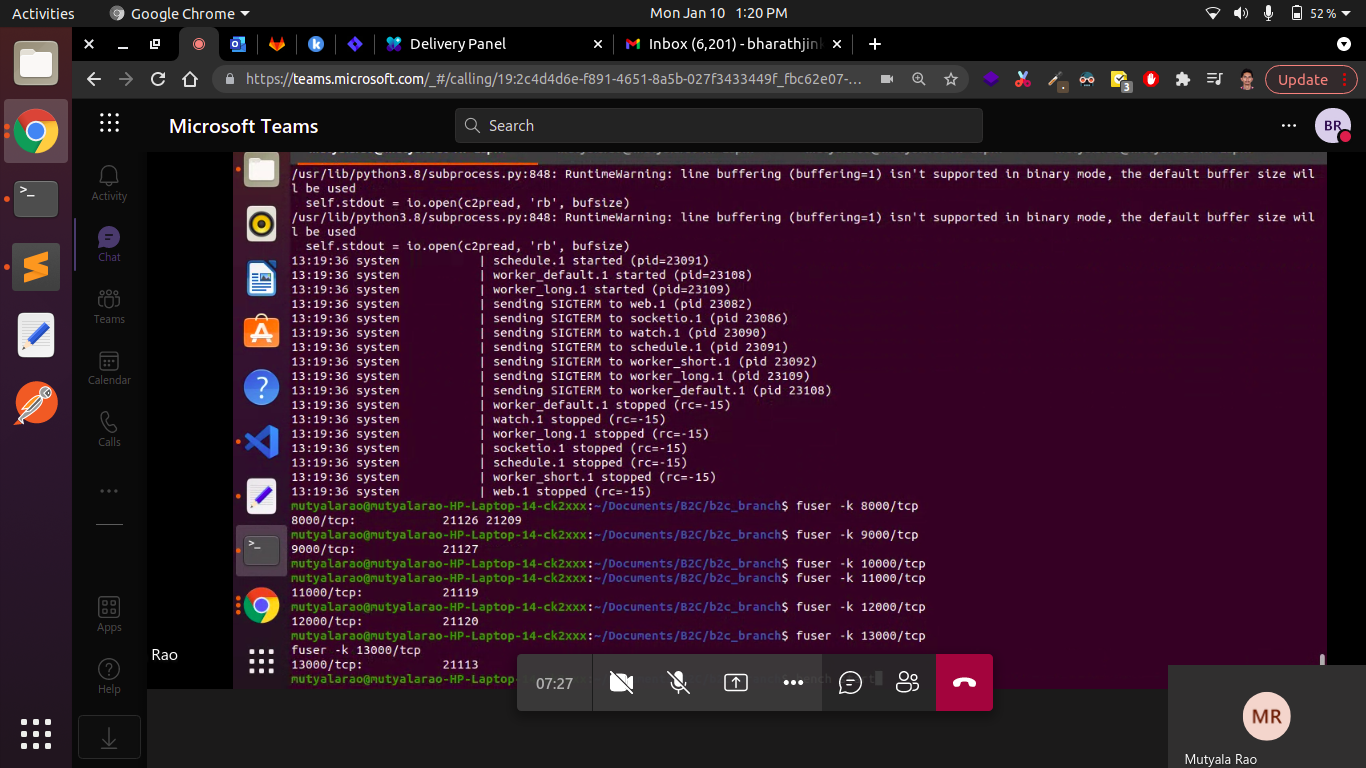 Activities
Google Chrome
Mon Jan 10 1:20 PM
52 %
Delivery Panel
Inbox (6,201) - bharathjin
https://teams.microsoft.com/_#/calling/19:2c4d4d6e-f891-4651-8a5b-027f3433449f_fbc62e07-...
3
Update
Microsoft Teams
Search
BR
Activity
Chat
Teams
Calendar
Calls
Apps
Help
/usr/lib/python3.8/subprocess.py:848: RuntimeWarning: line buffering (buffering=1) isn't supported in binary mode, the default buffer size wil
l be used
self.stdout = io.open(c2pread, 'rb', bufsize)
/usr/lib/python3.8/subprocess.py:848: RuntimeWarning: line buffering (buffering=1) isn't supported in binary mode, the default buffer size wil
l be used
self.stdout = io.open(c2pread, 'rb', bufsize)
13:19:36 system | schedule.1 started (pid=23091)
13:19:36 system | worker_default.1 started (pid=23108)
13:19:36 system | worker_long.1 started (pid=23109)
13:19:36 system | sending SIGTERM to web.1 (pid 23082)
13:19:36 system | sending SIGTERM to socketio.1 (pid 23086)
13:19:36 system | sending SIGTERM to watch.1 (pid 23090)
13:19:36 system | sending SIGTERM to schedule.1 (pid 23091)
13:19:36 system | sending SIGTERM to worker_short.1 (pid 23092)
13:19:36 system | sending SIGTERM to worker_long.1 (pid 23109)
13:19:36 system | sending SIGTERM to worker_default.1 (pid 23108)
13:19:36 system | worker_default.1 stopped (rc=-15)
13:19:36 system | watch.1 stopped (rc=-15)
13:19:36 system | worker_long.1 stopped (rc=-15)
13:19:36 system | socketio.1 stopped (rc=-15)
13:19:36 system | schedule.1 stopped (rc=-15)
13:19:36 system | worker_short.1 stopped (rc=-15)
13:19:36 system | web.1 stopped (rc=-15)
mutyalarao@mutyalarao-HP-Laptop-14-ck2xxx:~/Documents/B2C/b2c_branch$ fuser -k 8000/tcp
8000/tcp: 21126 21209
mutyalarao@mutyalarao-HP-Laptop-14-ck2xxx:~/Documents/B2C/b2c_branch$ fuser -k 9000/tcp
9000/tcp: 21127
mutyalarao@mutyalarao-HP-Laptop-14-ck2xxx:~/Documents/B2C/b2c_branch$ fuser -k 10000/tcp
mutyalarao@mutyalarao-HP-Laptop-14-ck2xxx:~/Documents/B2C/b2c_branch$ fuser -k 11000/tcp
11000/tcp: 21119
mutyalarao@mutyalarao-HP-Laptop-14-ck2xxx:~/Documents/B2C/b2c_branch$ fuser -k 12000/tcp
12000/tcp: 21120
mutyalarao@mutyalarao-HP-Laptop-14-ck2xxx:~/Documents/B2C/b2c_branch$ fuser -k 13000/tcp
fuser -k 13000/tcp
13000/tcp: 21113
mutyalarao@mutyalarao-HP-Laptop-14
Rao
07:27
MR
Mutyala Rao